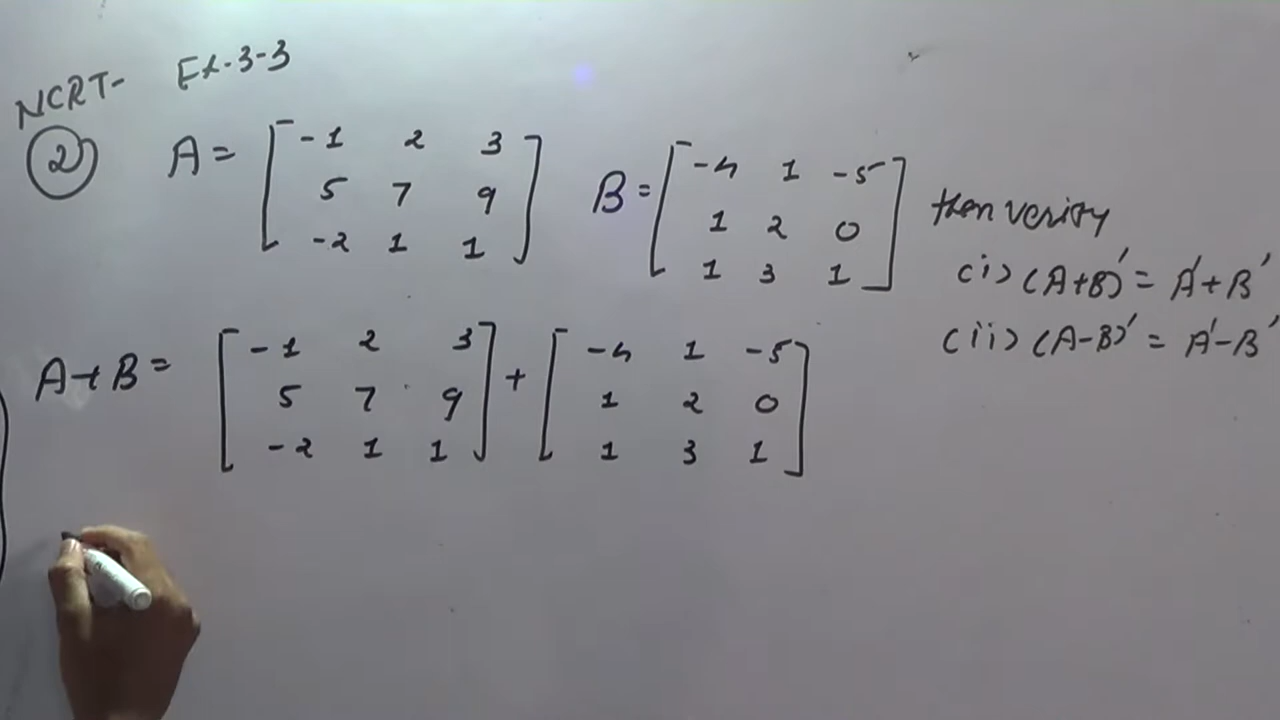 NCRT- Ex.3-3
(2) A = [-1 2 3
5 7 9
-2 1 1]
B = [-4 1 -5
1 2 0
1 3 1]
then verify
(i) (A+B)' = A'+B'
(ii) (A-B)' = A'-B'
A+B = [-1 2 3
5 7 9
-2 1 1] + [-4 1 -5
1 2 0
1 3 1]